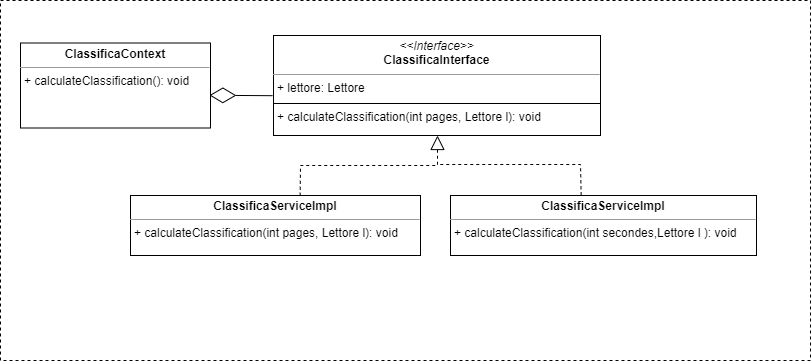 ClassificaContext
+ calculateClassification(): void
<<Interface>>
ClassificaInterface
+ lettore: Lettore
+ calculateClassification(int pages, Lettore l): void
ClassificaServiceImpl
+ calculateClassification(int pages, Lettore l): void
ClassificaServiceImpl
+ calculateClassification(int secondes,Lettore l ): void